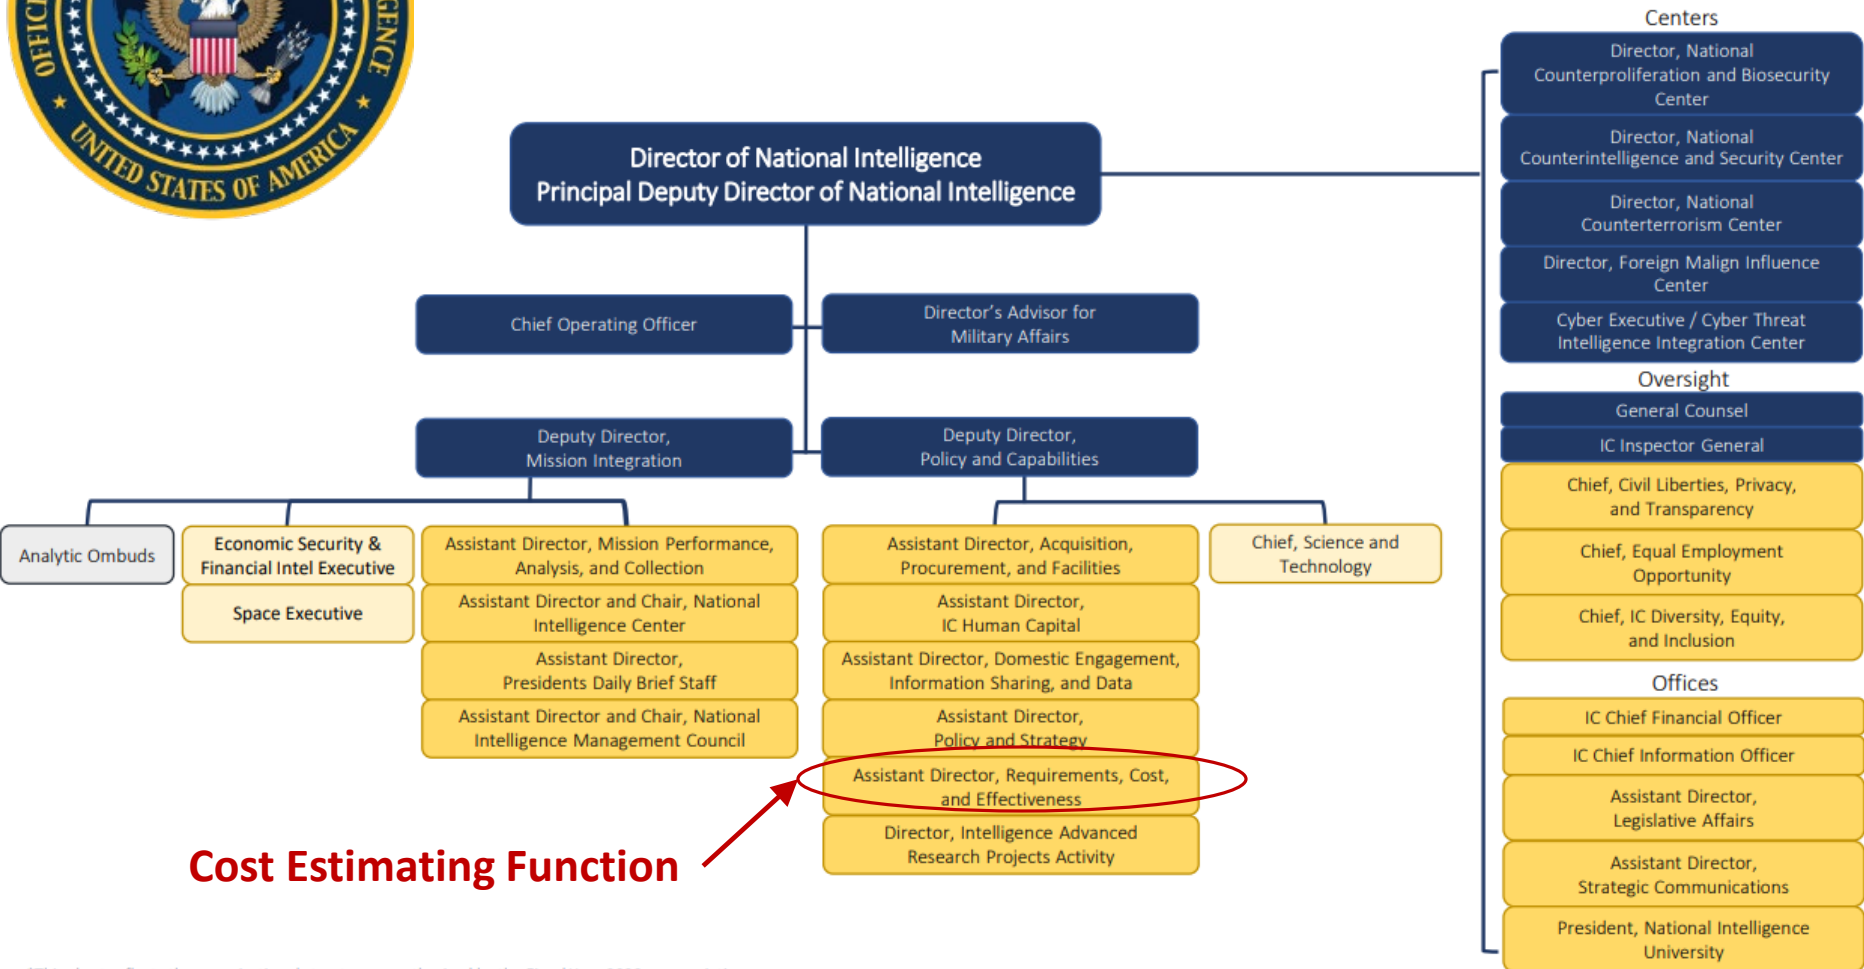 OFFIC
GENCE
UNITED STATES OF AMERICA
Director of National Intelligence
Principal Deputy Director of National Intelligence
Chief Operating Officer
Director’s Advisor for
Military Affairs
Deputy Director,
Mission Integration
Deputy Director,
Policy and Capabilities
Analytic Ombuds
Economic Security &
Financial Intel Executive
Space Executive
Assistant Director, Mission Performance,
Analysis, and Collection
Assistant Director and Chair, National
Intelligence Center
Assistant Director,
Presidents Daily Brief Staff
Assistant Director and Chair, National
Intelligence Management Council
Assistant Director, Acquisition,
Procurement, and Facilities
Assistant Director,
IC Human Capital
Assistant Director, Domestic Engagement,
Information Sharing, and Data
Assistant Director,
Policy and Strategy
Assistant Director, Requirements, Cost,
and Effectiveness
Director, Intelligence Advanced
Research Projects Activity
Chief, Science and
Technology
Cost Estimating Function
Centers
Director, National
Counterproliferation and Biosecurity
Center
Director, National
Counterintelligence and Security Center
Director, National
Counterterrorism Center
Director, Foreign Malign Influence
Center
Cyber Executive / Cyber Threat
Intelligence Integration Center
Oversight
General Counsel
IC Inspector General
Chief, Civil Liberties, Privacy,
and Transparency
Chief, Equal Employment
Opportunity
Chief, IC Diversity, Equity,
and Inclusion
Offices
IC Chief Financial Officer
IC Chief Information Officer
Assistant Director,
Legislative Affairs
Assistant Director,
Strategic Communications
President, National Intelligence
University